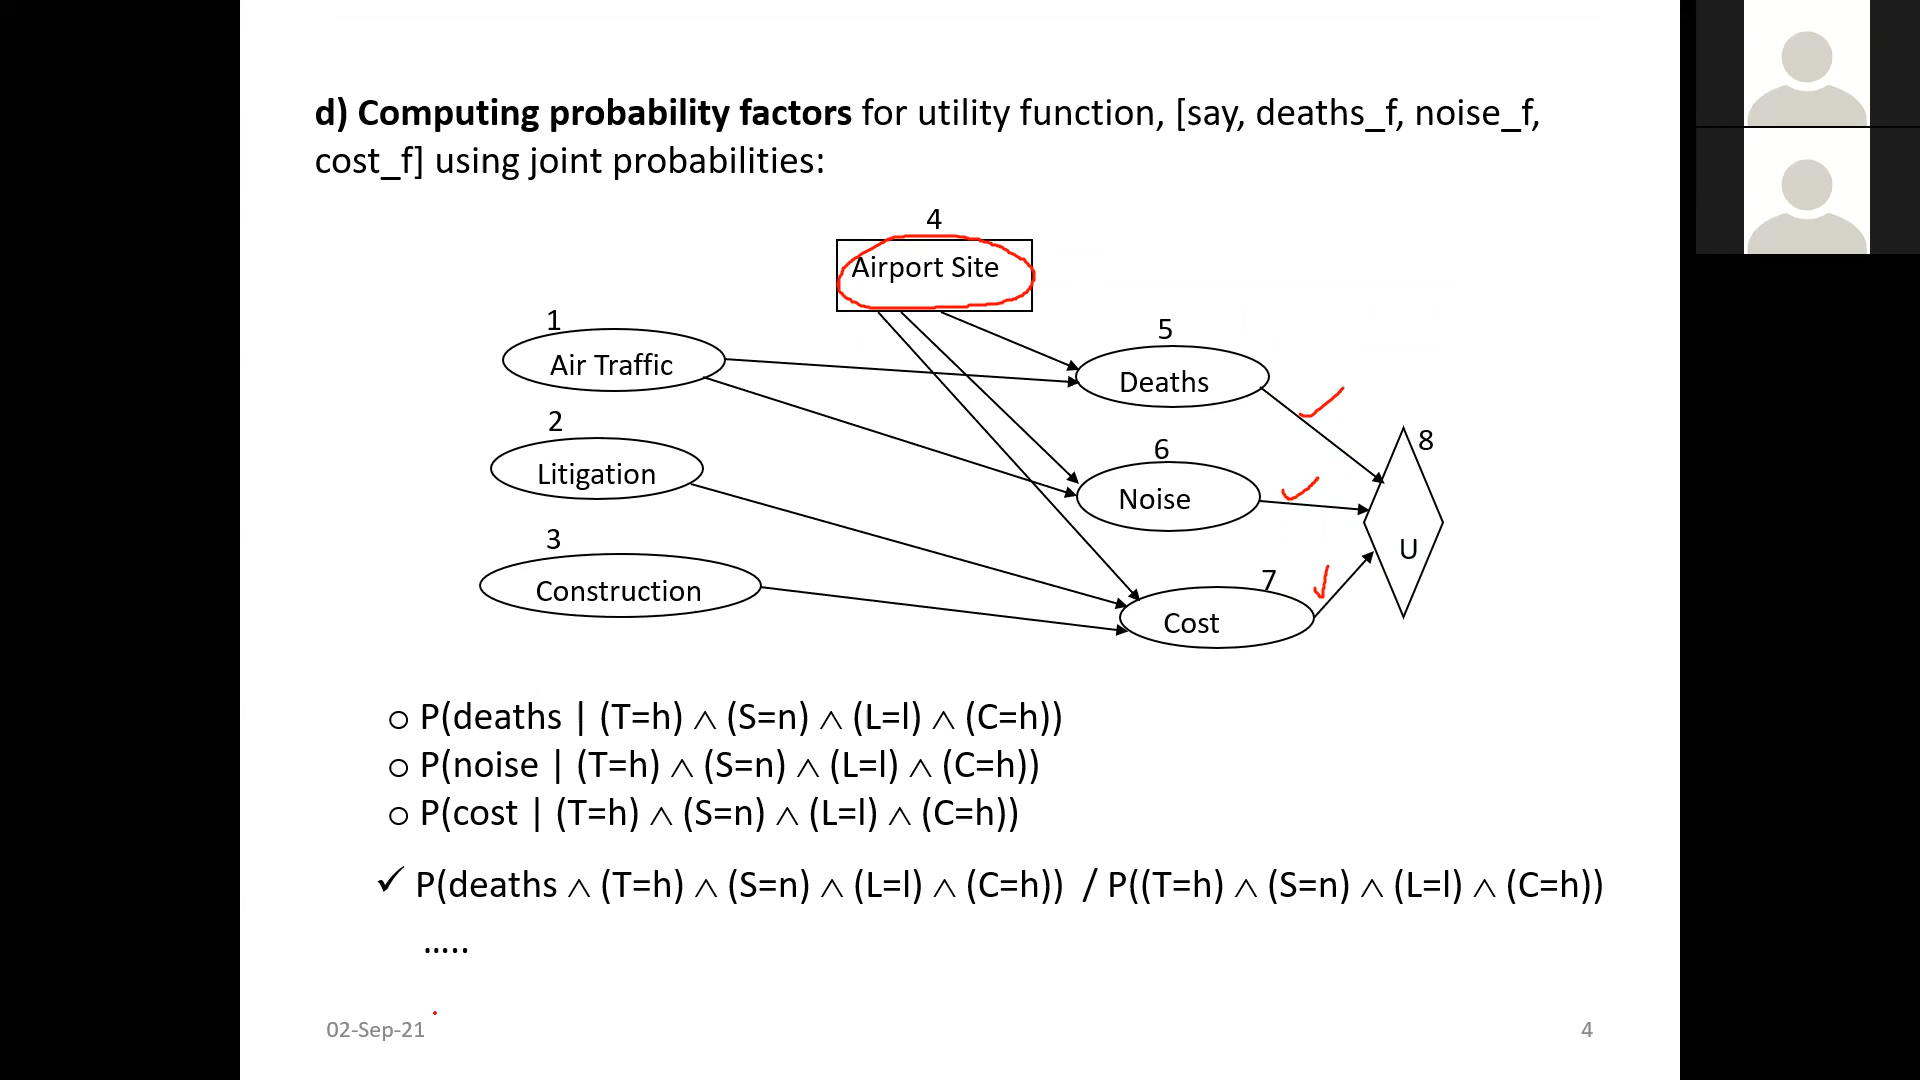 d) Computing probability factors for utility function, [say, deaths_f, noise_f,
cost_f] using joint probabilities:
4
Airport Site
1
Air Traffic
5
Deaths
2
Litigation
6
Noise
8
U
3
Construction
7
Cost
o P(deaths | (T=h) ∧ (S=n) ∧ (L=l) ∧ (C=h))
o P(noise | (T=h) ∧ (S=n) ∧ (L=l) ∧ (C=h))
o P(cost | (T=h) ∧ (S=n) ∧ (L=l) ∧ (C=h))
✓ P(deaths ∧ (T=h) ∧ (S=n) ∧ (L=l) ∧ (C=h)) / P((T=h) ∧ (S=n) ∧ (L=l) ∧ (C=h))
.....
02-Sep-21
4